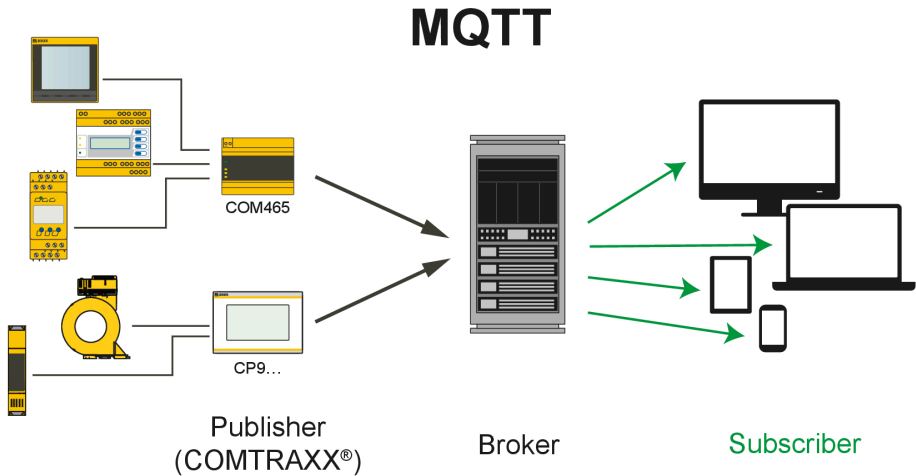 MQTT
COM465
CP9...
Publisher
(COMTRAXX®)
Broker
Subscriber